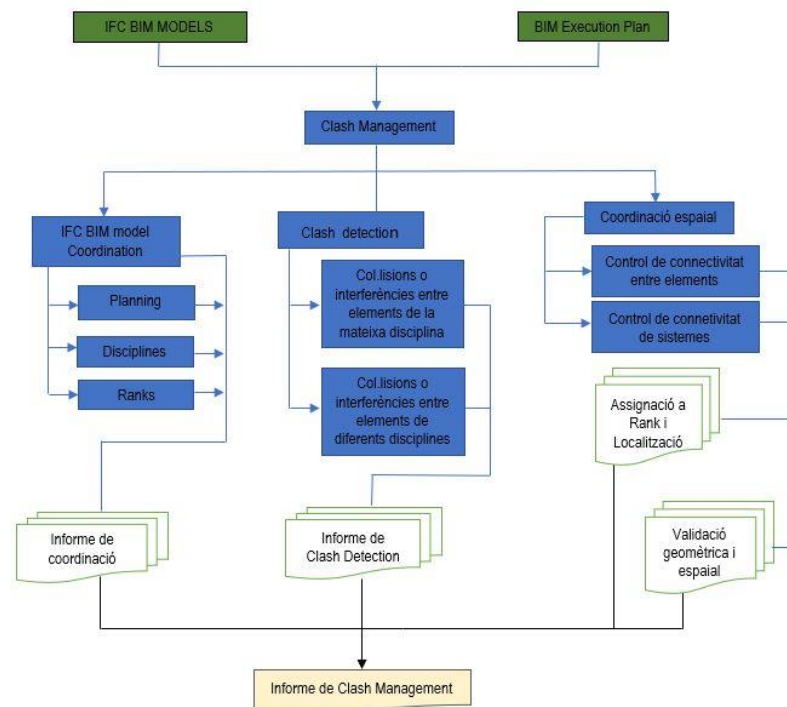 IFC BIM MODELS
BIM Execution Plan
Clash Management
IFC BIM model
Coordination
Planning
Disciplines
Ranks
Clash detection
Col.lisions o
interferències entre
elements de la
mateixa disciplina
Col.lisions o
interferències entre
elements de
diferents disciplines
Coordinació espaial
Control de connectivitat
entre elements
Control de connetivitat
de sistemes
Assignació a
Rank i
Localització
Informe de
coordinació
Informe de
Clash Detection
Validació
geomètrica i
espaial
Informe de Clash Management